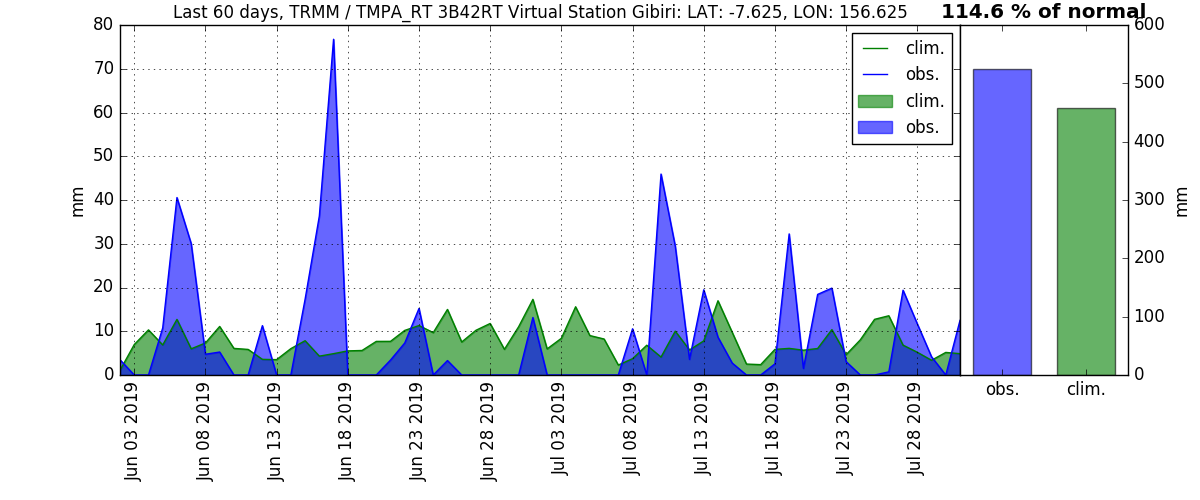 Last 60 days, TRMM / TMPA_RT 3B42RT Virtual Station Gibiri: LAT: -7.625, LON: 156.625
114.6 % of normal
80
70
60
50
40
30
20
10
0
mm
clim.
obs.
clim.
obs.
600
500
400
300
200
100
0
mm
Jun 03 2019
Jun 08 2019
Jun 13 2019
Jun 18 2019
Jun 23 2019
Jun 28 2019
Jul 03 2019
Jul 08 2019
Jul 13 2019
Jul 18 2019
Jul 23 2019
Jul 28 2019
obs.
clim.